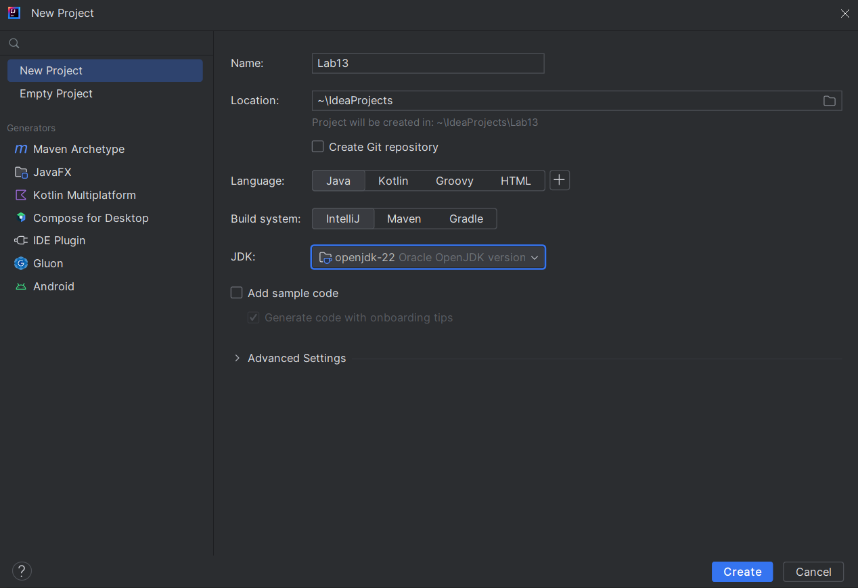 New Project
New Project
Empty Project
Generators
Maven Archetype
JavaFX
Kotlin Multiplatform
Compose for Desktop
IDE Plugin
Gluon
Android
Name: Lab13
Location: ~\IdeaProjects
Project will be created in: ~\IdeaProjects\Lab13
Create Git repository
Language: Java Kotlin Groovy HTML +
Build system: IntelliJ Maven Gradle
JDK: openjdk-22 Oracle OpenJDK version
Add sample code
Generate code with onboarding tips
Advanced Settings
? Create Cancel